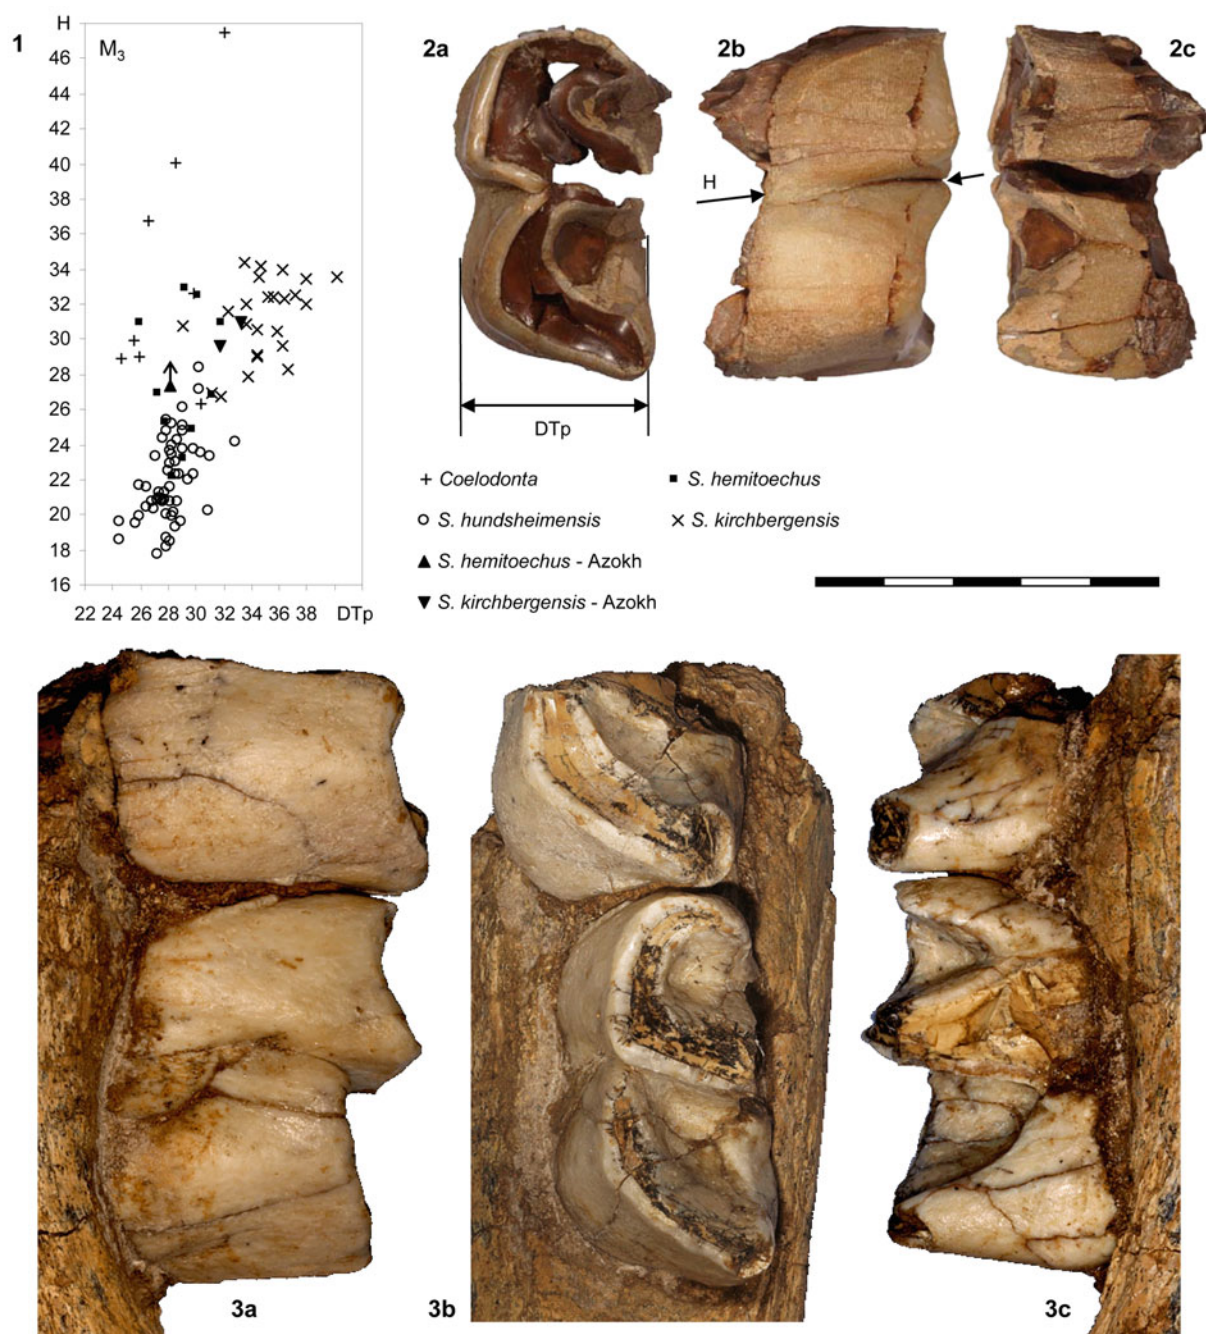 1
H
M3
46
44
42
40
38
36
34
32
30
28
26
24
22
20
18
16
22 24 26 28 30 32 34 36 38 DTp
2a
2b
2c
H
DTp
+ Coelodonta
■ S. hemitoechus
○ S. hundsheimensis
× S. kirchbergensis
▲ S. hemitoechus - Azokh
▼ S. kirchbergensis - Azokh
3a
3b
3c